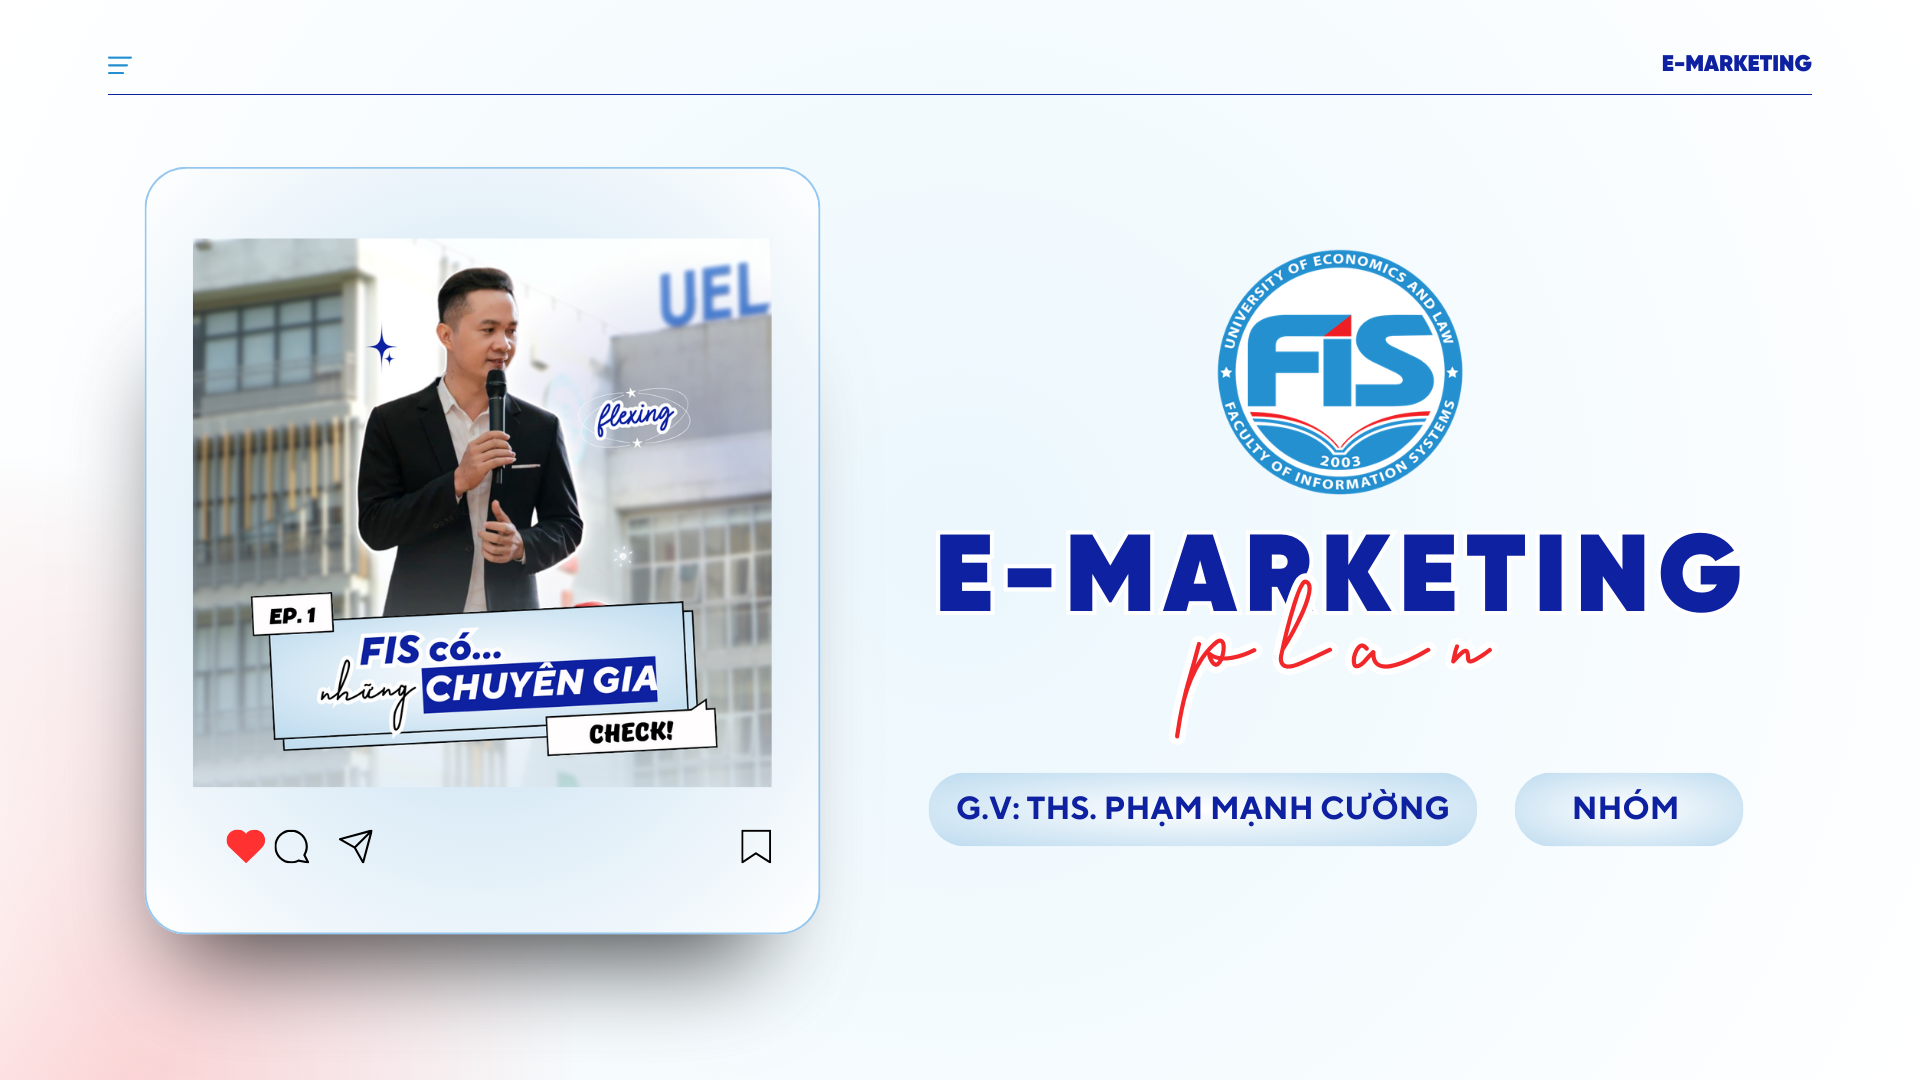 E-MARKETING
UEL
flexing
EP. 1
FIS có...
những CHUYÊN GIA
CHECK!
UNIVERSITY OF ECONOMICS AND LAW
FIS
2003
FACULTY OF INFORMATION SYSTEMS
E-MARKETING
plan
G.V: THS. PHẠM MẠNH CƯỜNG
NHÓM